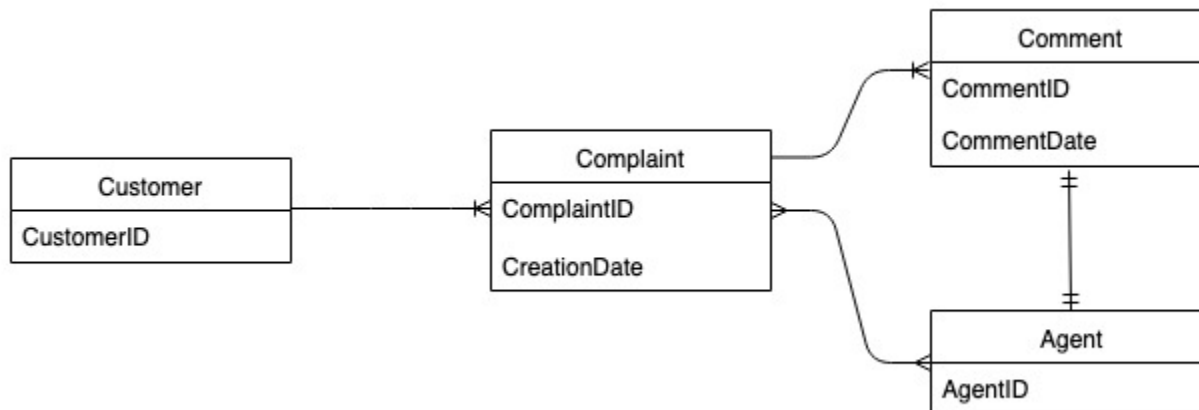 Customer
CustomerID
Complaint
ComplaintID
CreationDate
Comment
CommentID
CommentDate
Agent
AgentID